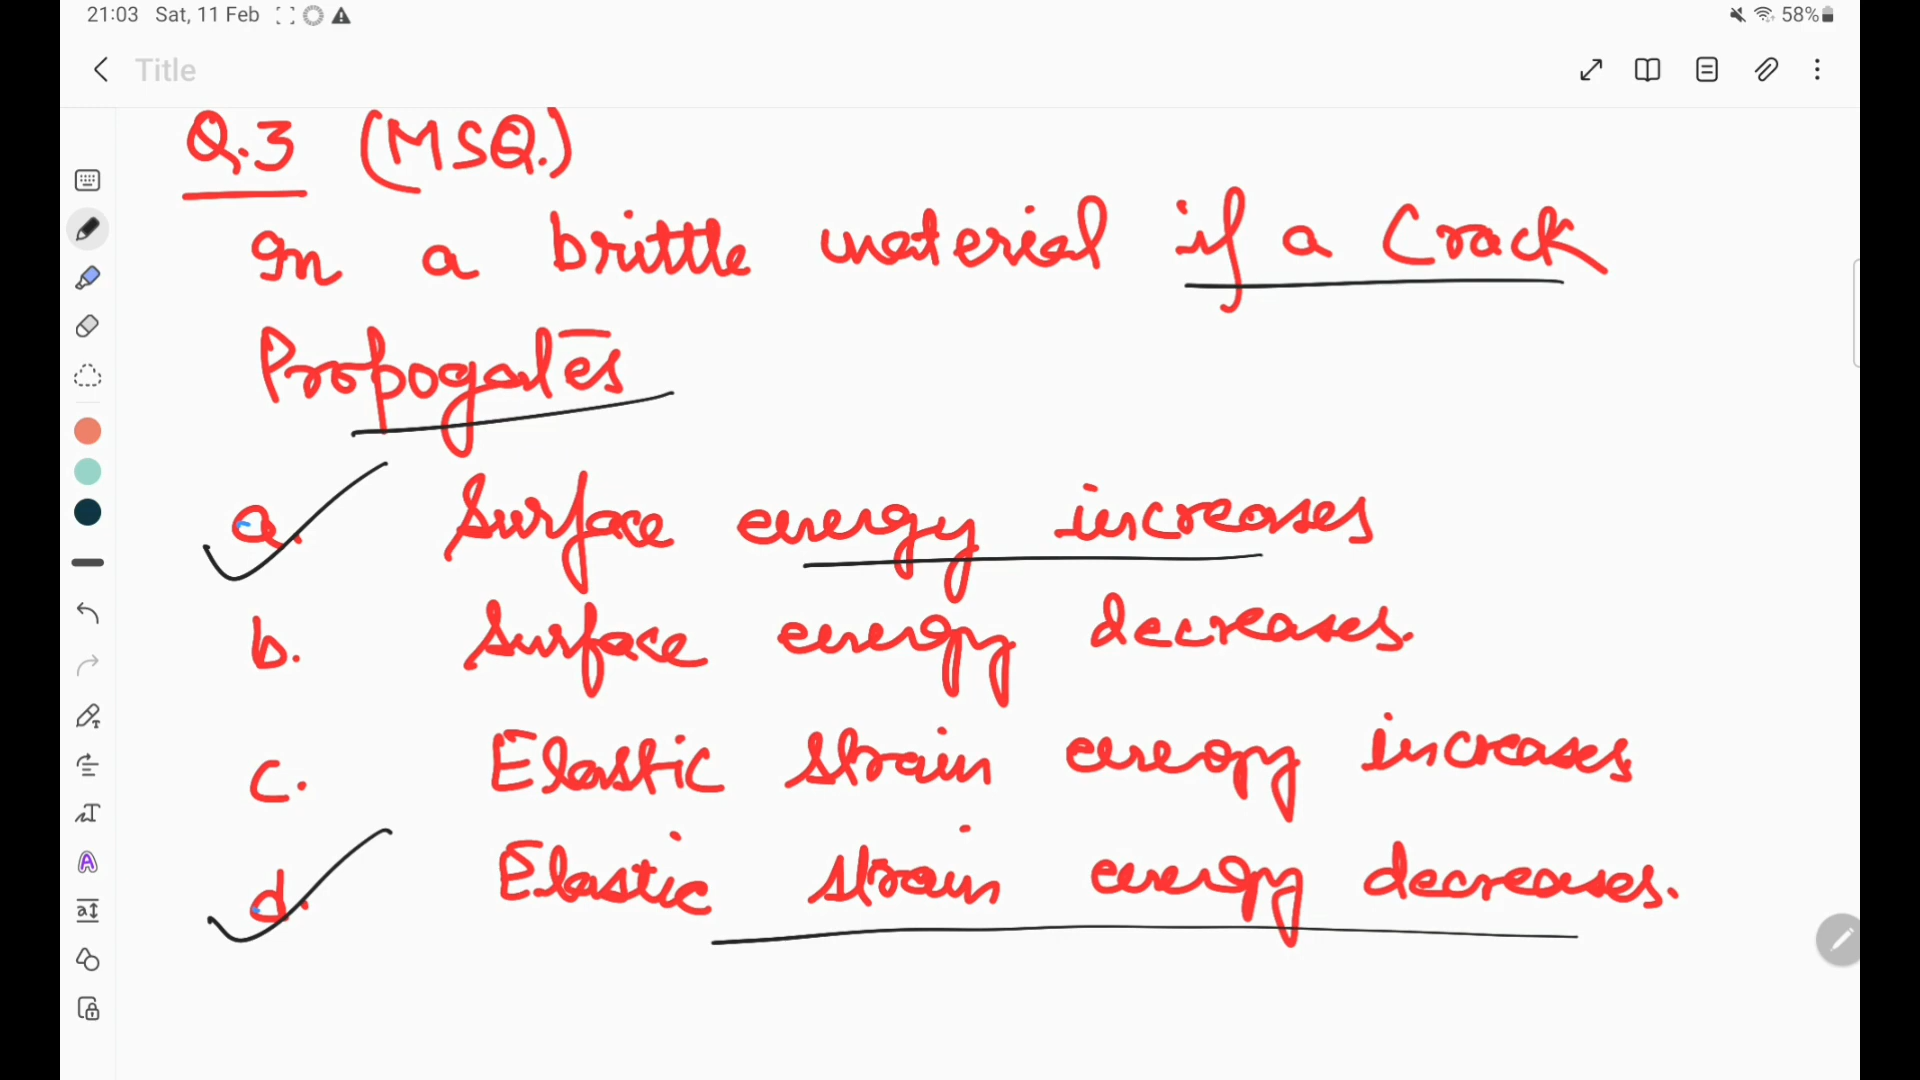 21:03 Sat, 11 Feb 58%
Title
Q.3 (MSQ.)
In a brittle material if a Crack
Propogates
a. Surface energy increases
b. Surface energy decreases.
c. Elastic strain energy increases
d. Elastic strain energy decreases.